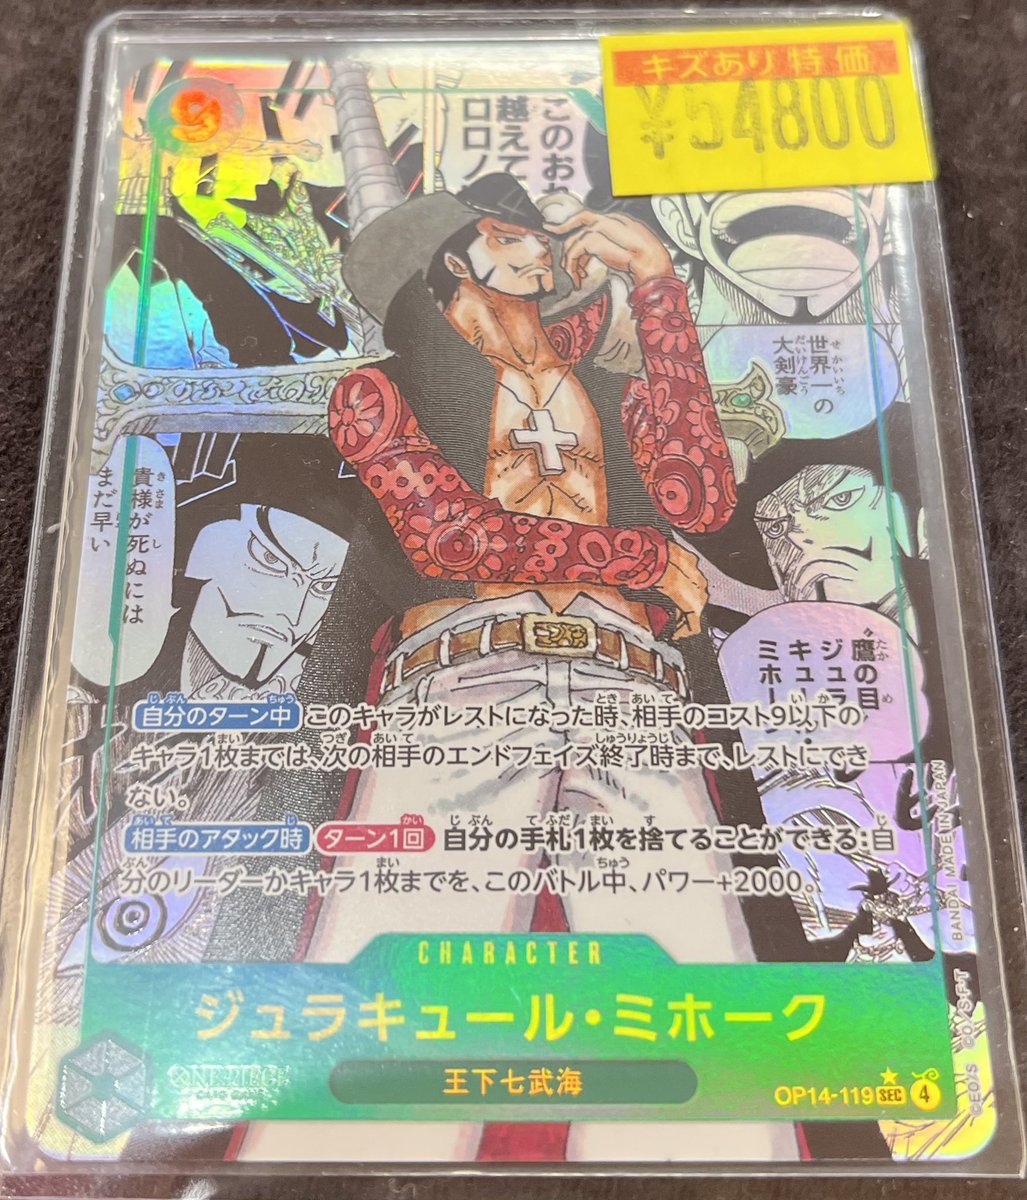 キズあり特価
¥54800
9
このおれ
越えて
ロロノ
世界一の
大剣豪
貴様が死ぬには
まだ早い
鷹の目
ジュラ
キュール・
ミホーク
自分のターン中 このキャラがレストになった時、相手のコスト9以下の
キャラ1枚までは、次の相手のエンドフェイズ終了時まで、レストにでき
ない。
相手のアタック時 ターン1回 自分の手札1枚を捨てることができる:自
分のリーダーかキャラ1枚までを、このバトル中、パワー+2000。
CHARACTER
ジュラキュール・ミホーク
王下七武海
ONE PIECE
CARD GAME
OP14-119 SEC 4
BANDAI MADE IN JAPAN
©E.O/S ©O/S・F・T